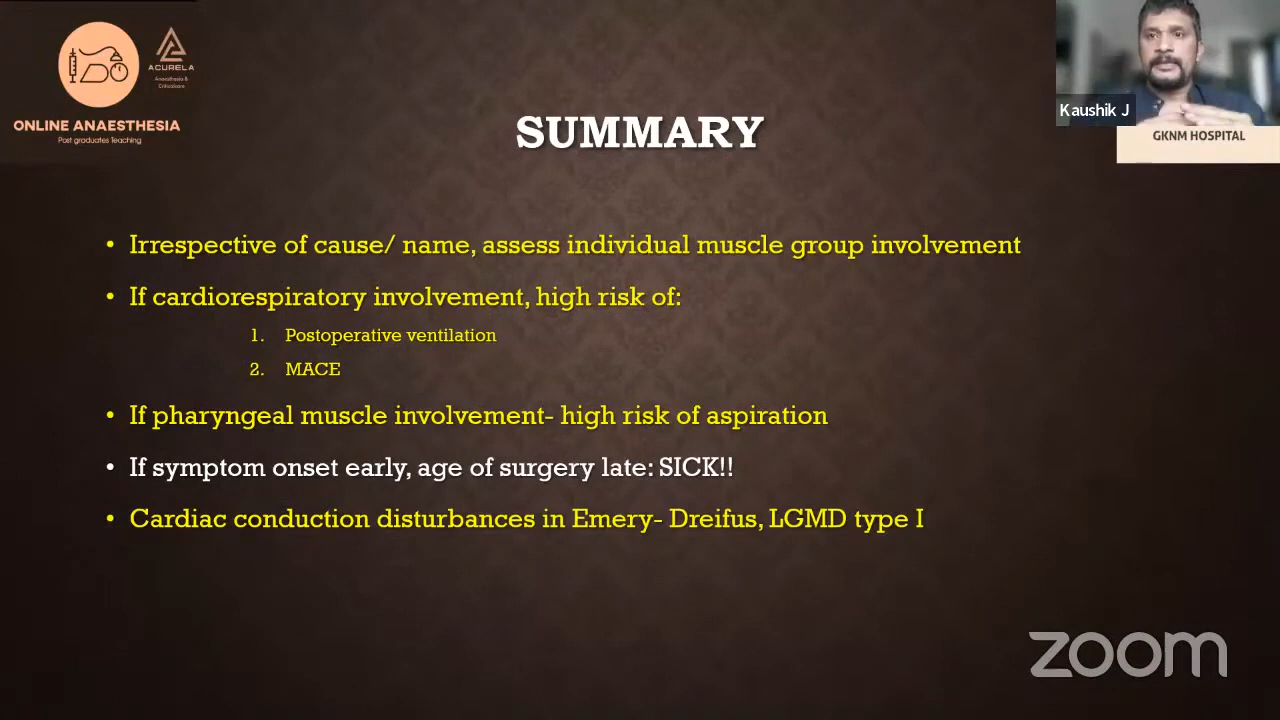 ACURELA
Anaesthesia &
Criticalcare
ONLINE ANAESTHESIA
Post graduates Teaching
Kaushik J
GKNM HOSPITAL
SUMMARY
• Irrespective of cause/ name, assess individual muscle group involvement
• If cardiorespiratory involvement, high risk of:
1. Postoperative ventilation
2. MACE
• If pharyngeal muscle involvement- high risk of aspiration
• If symptom onset early, age of surgery late: SICK!!
• Cardiac conduction disturbances in Emery- Dreifus, LGMD type I
zoom